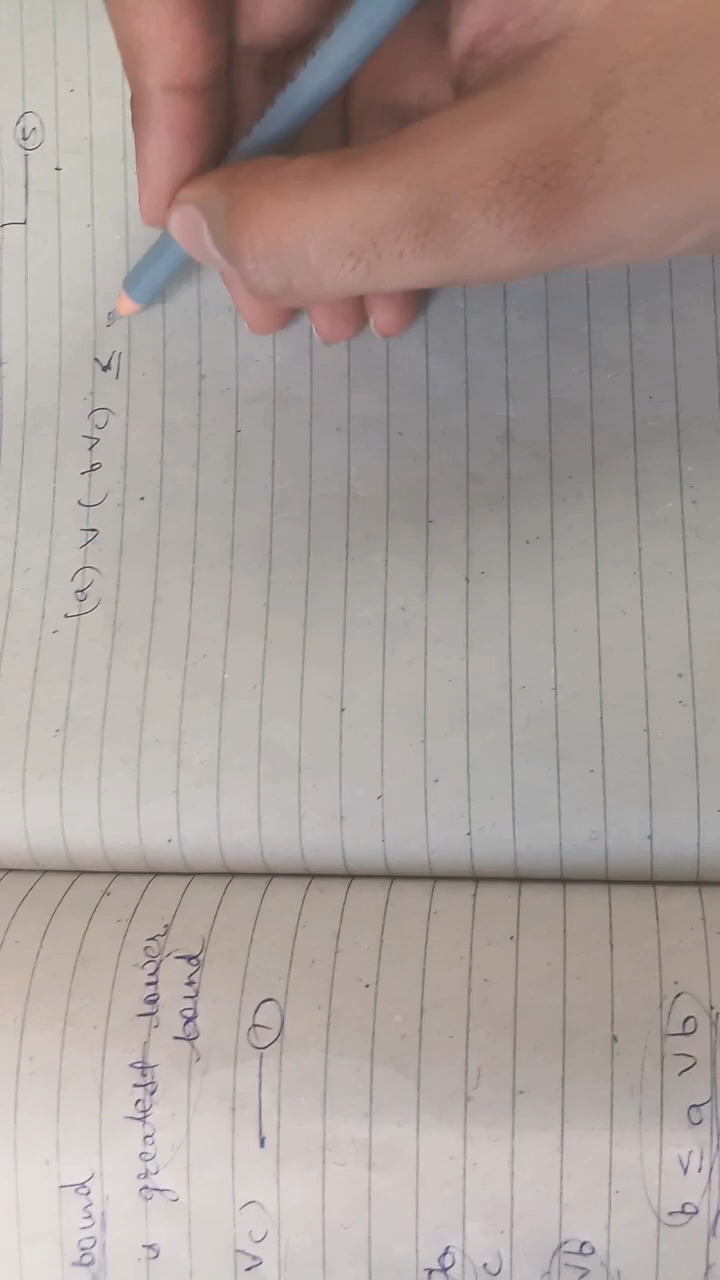 bound
is greatest lower
bound
∨c) — ①
c
∨b
b ≤ a ∨ b
— ⑤
(a) ∨ (b ∨ c) ≤